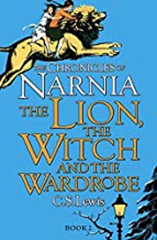 THE CHRONICLES OF
NARNIA
THE LION,
THE
WITCH
AND THE
WARDROBE
C.S. Lewis
BOOK 2